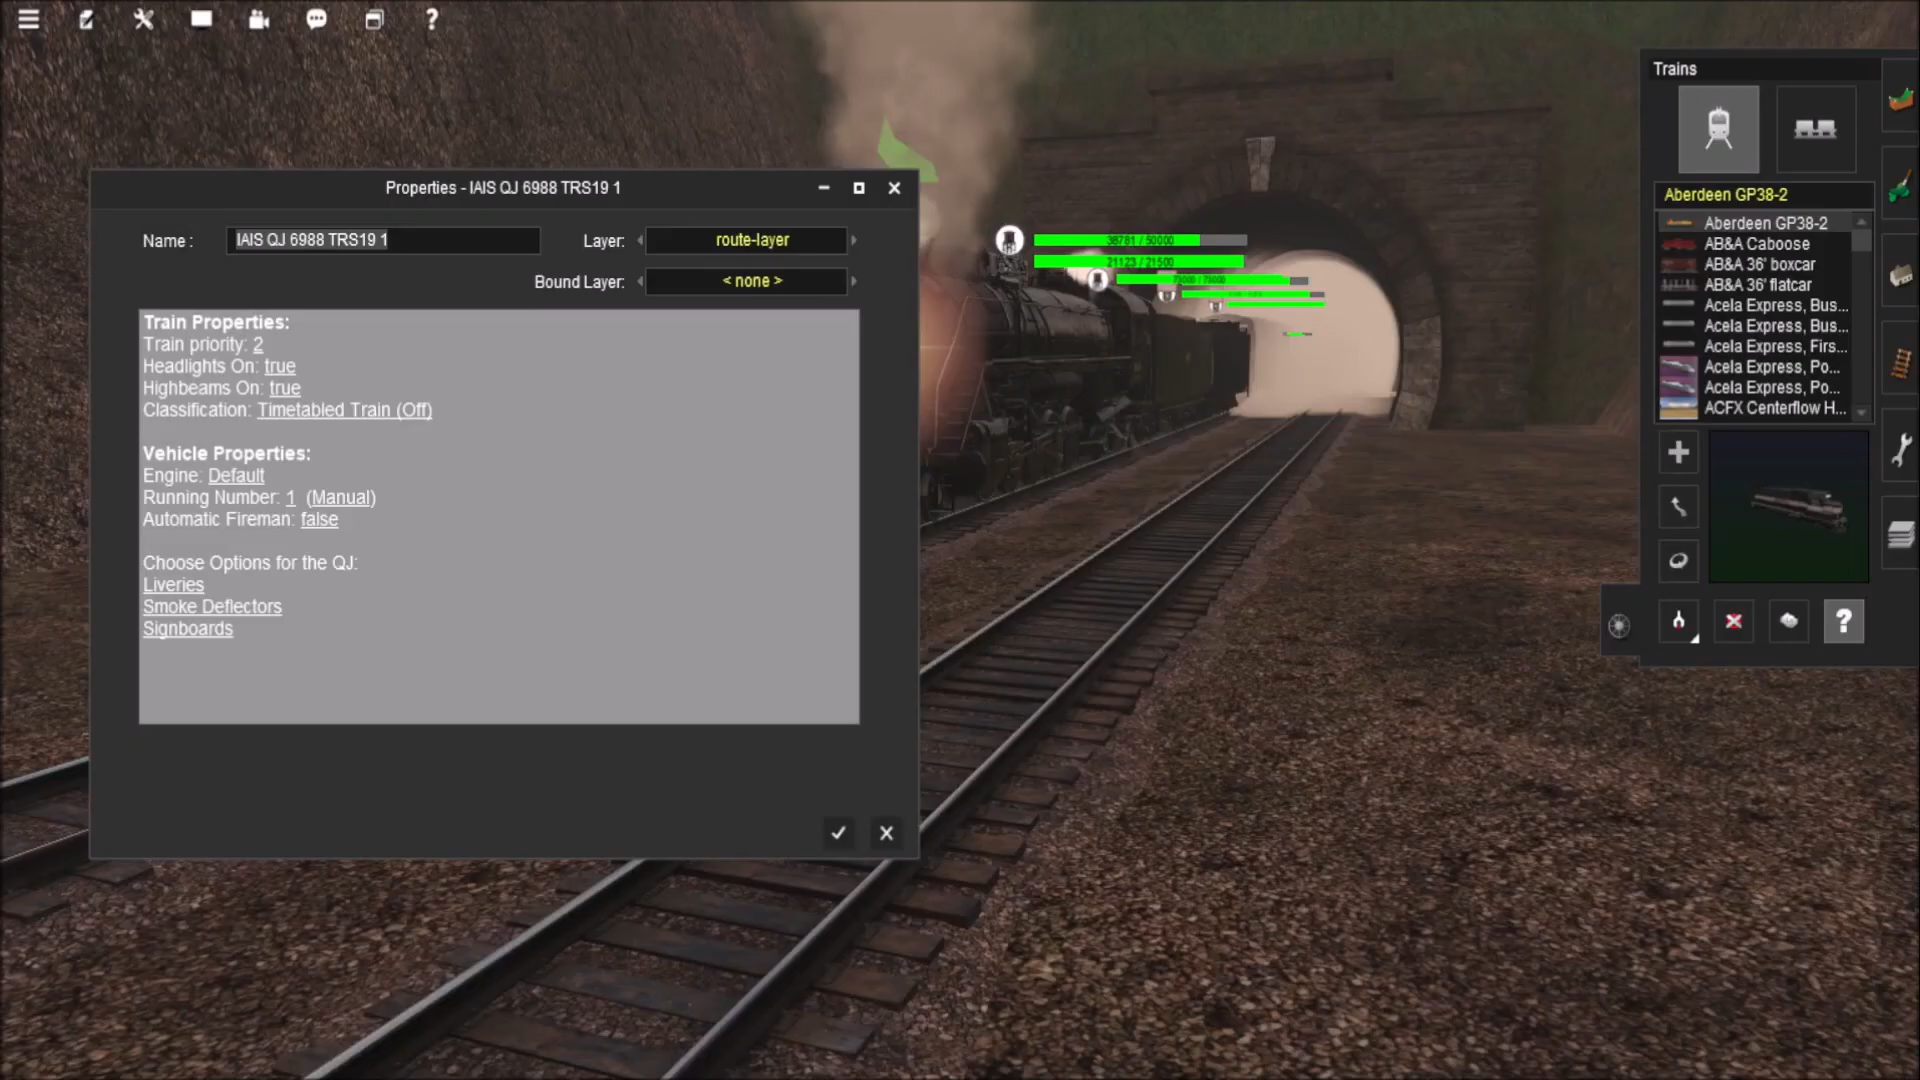 Properties - IAIS QJ 6988 TRS19 1
Name : IAIS QJ 6988 TRS19 1
Layer: route-layer
Bound Layer: < none >
Train Properties:
Train priority: 2
Headlights On: true
Highbeams On: true
Classification: Timetabled Train (Off)
Vehicle Properties:
Engine: Default
Running Number: 1 (Manual)
Automatic Fireman: false
Choose Options for the QJ:
Liveries
Smoke Deflectors
Signboards
38781 / 50000
21123 / 21500
Trains
Aberdeen GP38-2
Aberdeen GP38-2
AB&A Caboose
AB&A 36' boxcar
AB&A 36' flatcar
Acela Express, Bus...
Acela Express, Bus...
Acela Express, Firs...
Acela Express, Po...
Acela Express, Po...
ACFX Centerflow H...